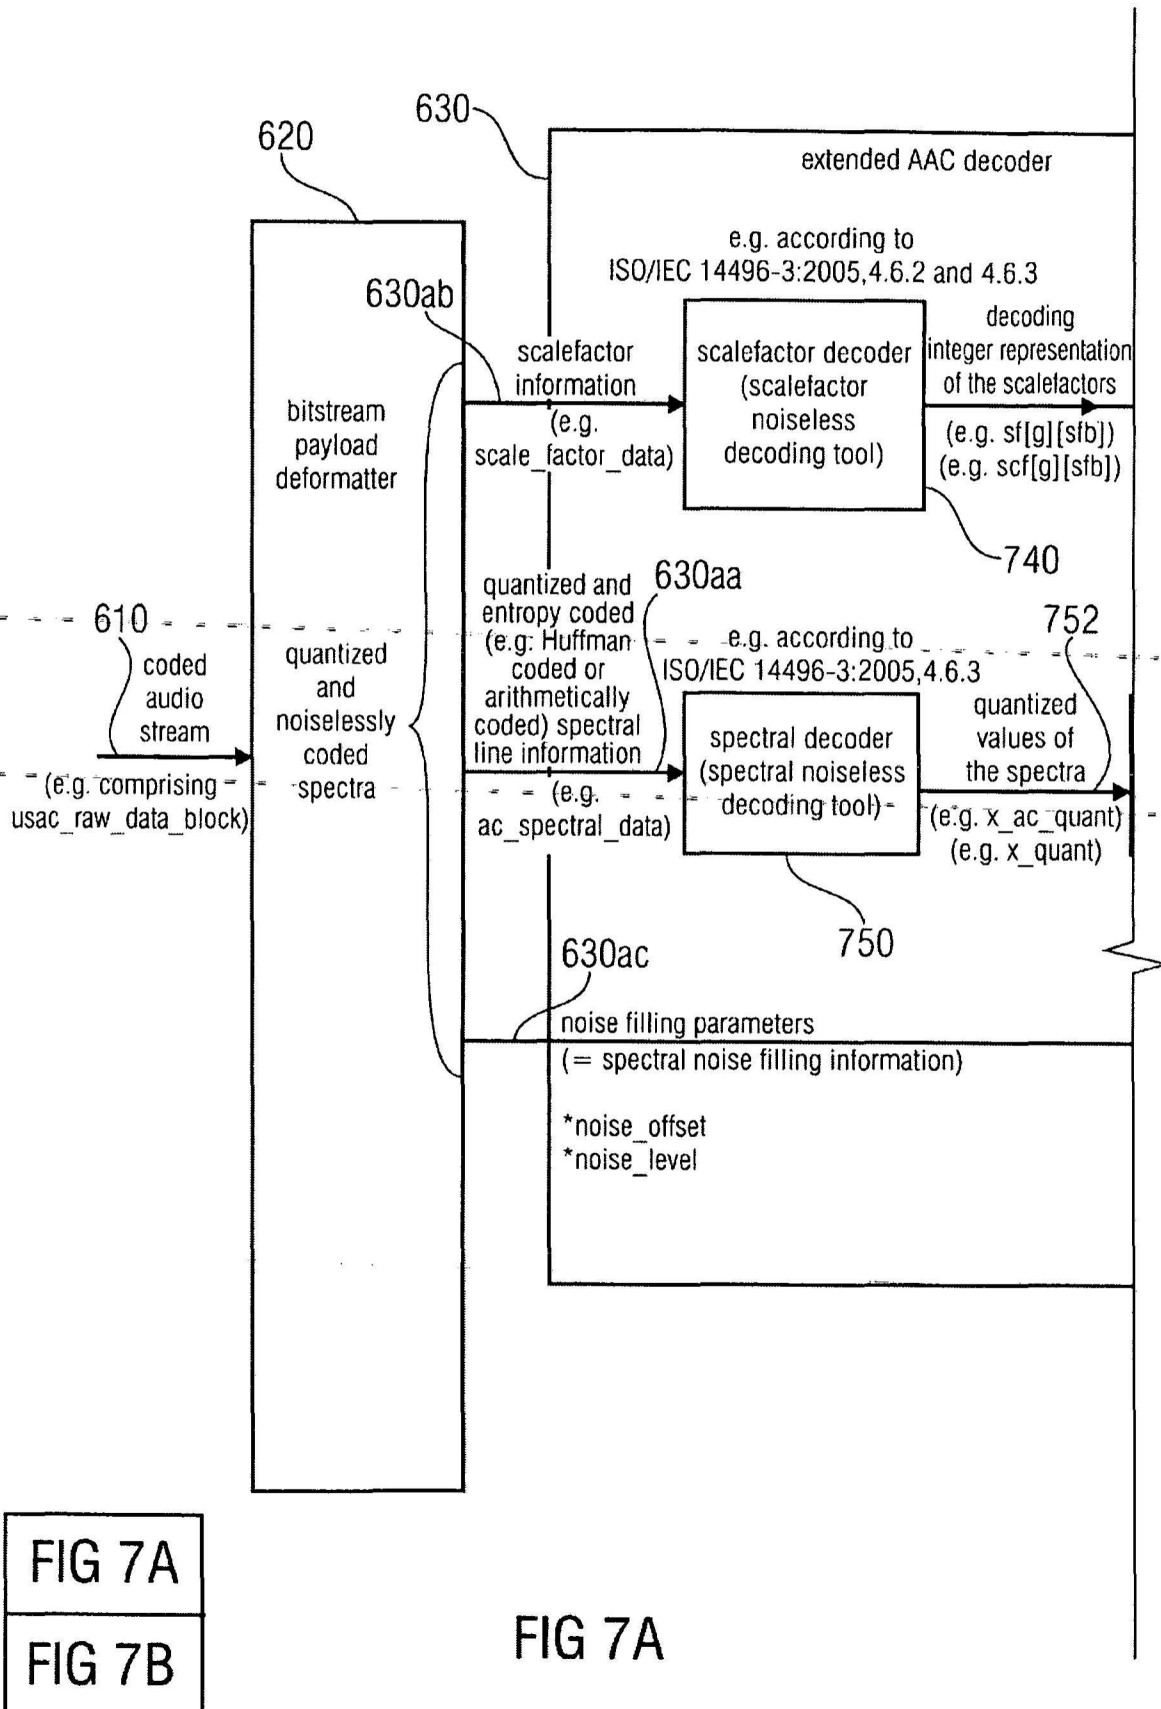 630
620
extended AAC decoder
e.g. according to
ISO/IEC 14496-3:2005,4.6.2 and 4.6.3
630ab
scalefactor
information
(e.g.
scale_factor_data)
scalefactor decoder
(scalefactor
noiseless
decoding tool)
decoding
integer representation
of the scalefactors
(e.g. sf[g][sfb])
(e.g. scf[g][sfb])
740
bitstream
payload
deformatter
610
coded
audio
stream
(e.g. comprising
usac_raw_data_block)
quantized
and
noiselessly
coded
spectra
quantized and
entropy coded
(e.g. Huffman
coded or
arithmetically
coded) spectral
line information
(e.g.
ac_spectral_data)
630aa
e.g. according to
ISO/IEC 14496-3:2005,4.6.3
spectral decoder
(spectral noiseless
decoding tool)
750
752
quantized
values of
the spectra
(e.g. x_ac_quant)
(e.g. x_quant)
630ac
noise filling parameters
(= spectral noise filling information)
*noise_offset
*noise_level
FIG 7A
FIG 7B
FIG 7A